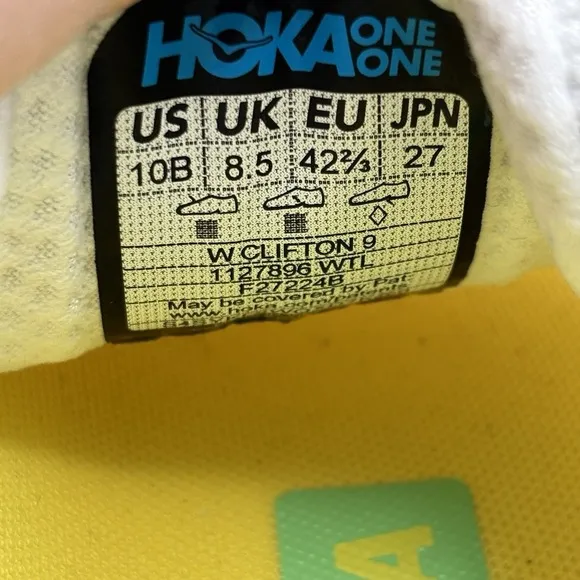 HOKA ONE ONE
US UK EU JPN
10B 8 5 42⅔ 27
W CLIFTON 9
1127896 WTL
F27224B
May be covered by Pat.
A